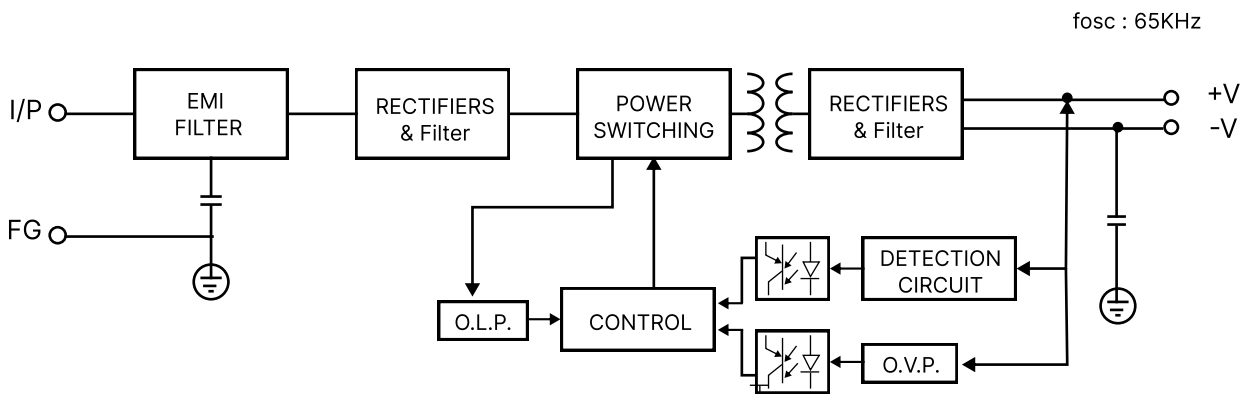 fosc : 65KHz
I/P
EMI
FILTER
RECTIFIERS
& Filter
POWER
SWITCHING
RECTIFIERS
& Filter
+V
-V
FG
DETECTION
CIRCUIT
O.L.P.
CONTROL
O.V.P.